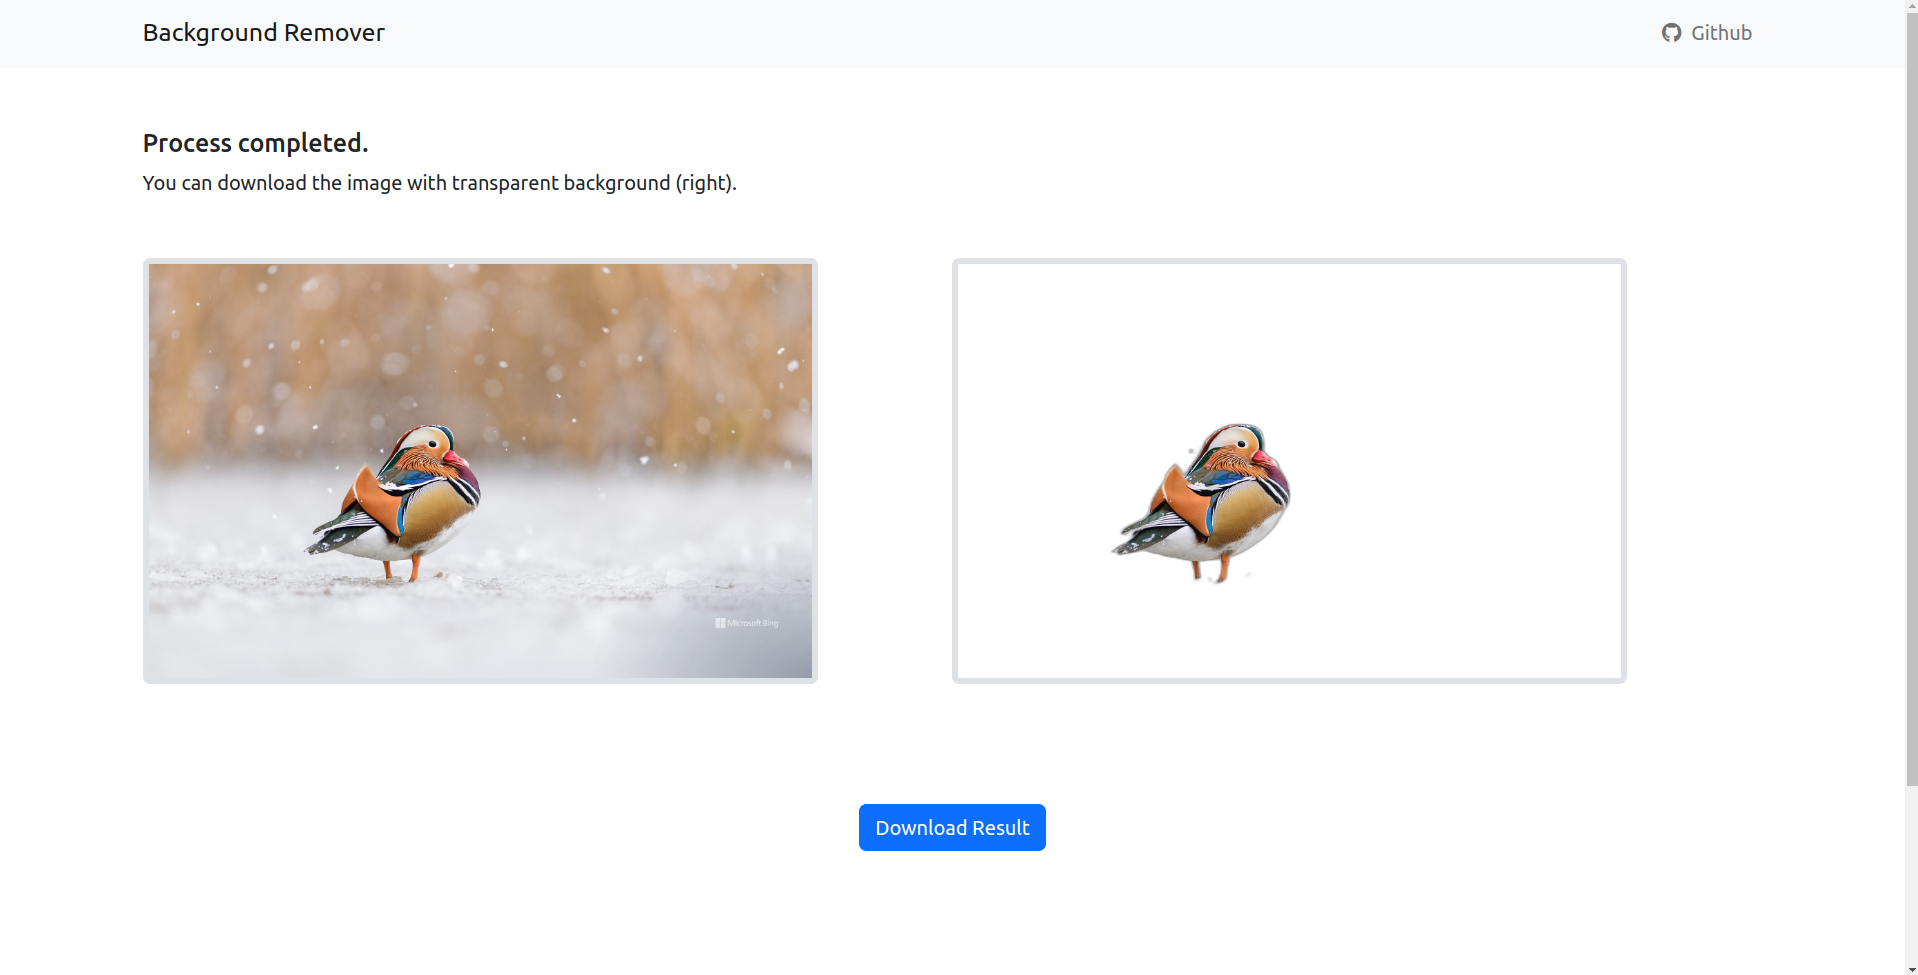 Background Remover
Github
Process completed.
You can download the image with transparent background (right).
Microsoft Bing
Download Result